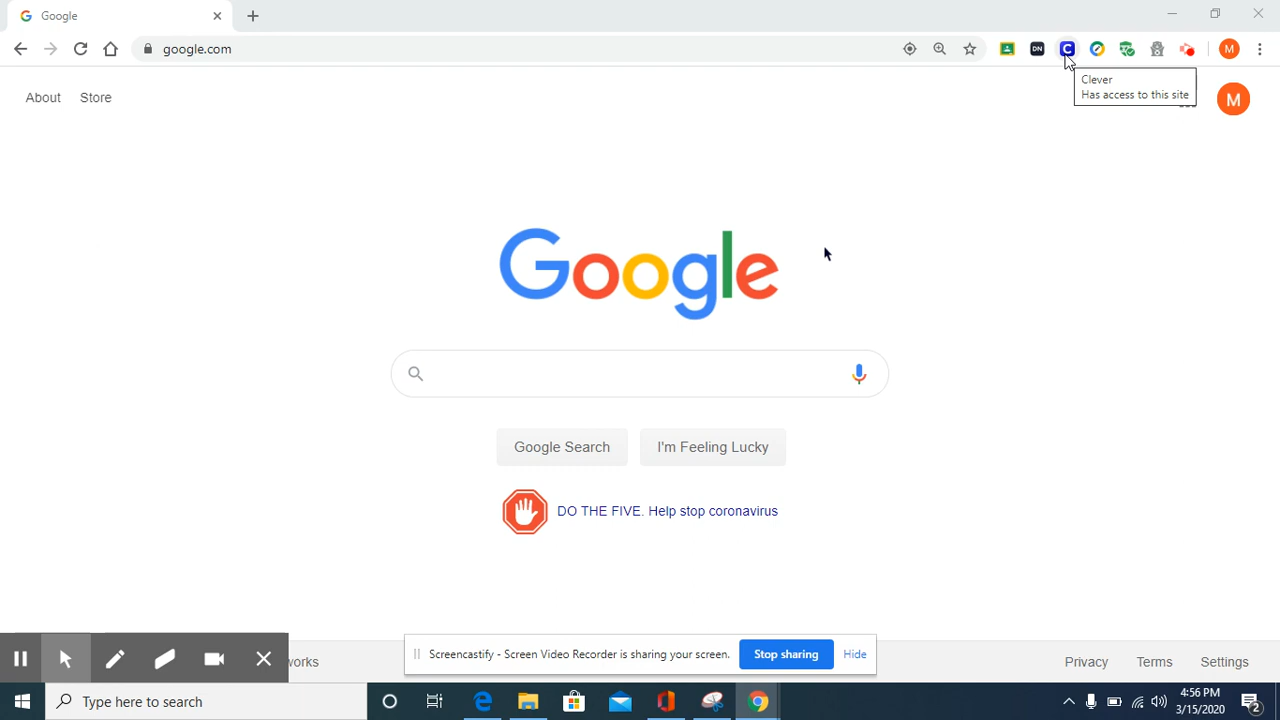 Google
google.com
DN
C
M
Clever
Has access to this site
About
Store
M
Google
Google Search
I'm Feeling Lucky
DO THE FIVE. Help stop coronavirus
works
Screencastify - Screen Video Recorder is sharing your screen.
Stop sharing
Hide
Privacy
Terms
Settings
Type here to search
4:56 PM
3/15/2020
2